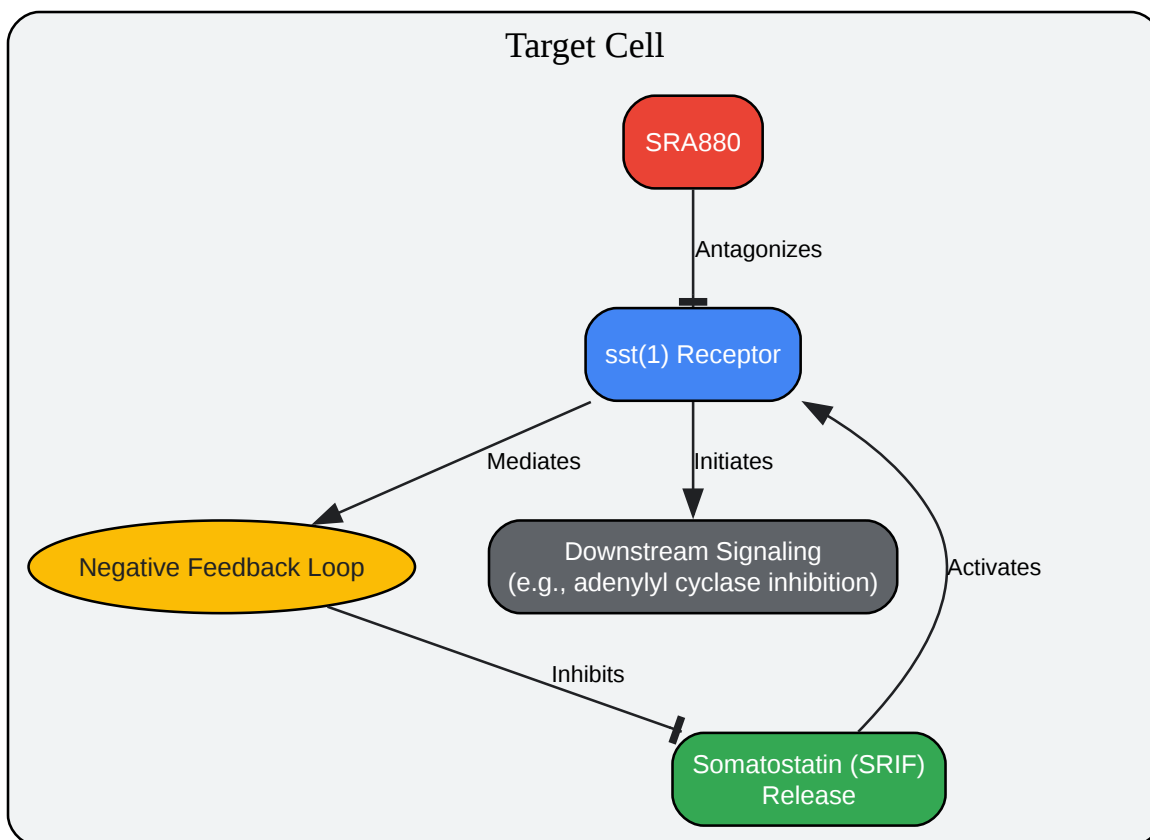 Target Cell
SRA880
Antagonizes
sst(1) Receptor
Mediates
Initiates
Negative Feedback Loop
Downstream Signaling
(e.g., adenylyl cyclase inhibition)
Activates
Inhibits
Somatostatin (SRIF)
Release